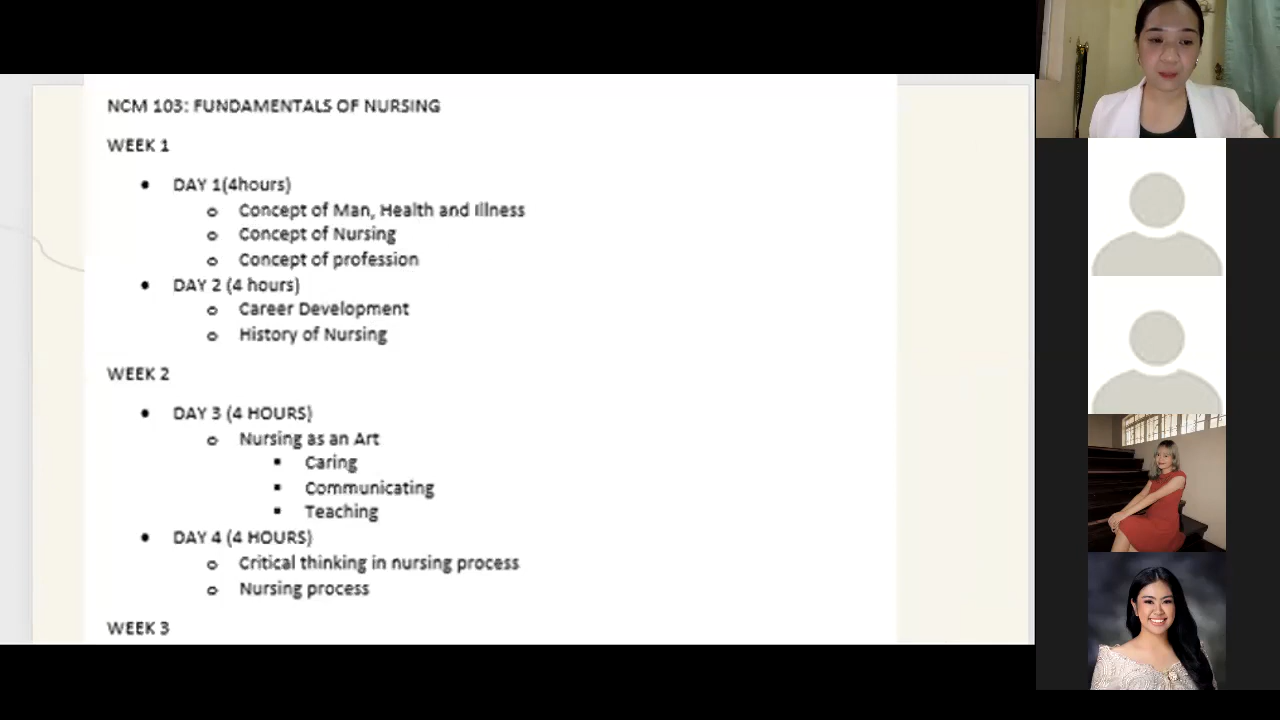 NCM 103: FUNDAMENTALS OF NURSING
WEEK 1
DAY 1(4hours)
Concept of Man, Health and Illness
Concept of Nursing
Concept of profession
DAY 2 (4 hours)
Career Development
History of Nursing
WEEK 2
DAY 3 (4 HOURS)
Nursing as an Art
Caring
Communicating
Teaching
DAY 4 (4 HOURS)
Critical thinking in nursing process
Nursing process
WEEK 3